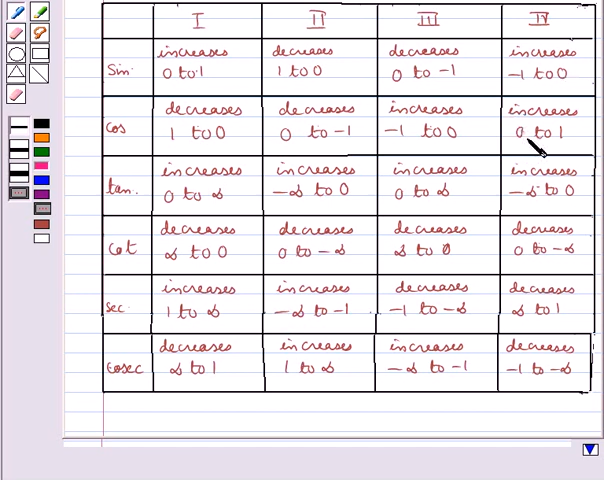 I II III IV
Sin. increases 0 to 1 decreases 1 to 0 decreases 0 to -1 increases -1 to 0
Cos decreases 1 to 0 decreases 0 to -1 increases -1 to 0 increases 0 to 1
tan. increases 0 to ∞ increases -∞ to 0 increases 0 to ∞ increases -∞ to 0
Cot decreases ∞ to 0 decreases 0 to -∞ decreases ∞ to 0 decreases 0 to -∞
Sec. increases 1 to ∞ increases -∞ to -1 decreases -1 to -∞ decreases ∞ to 1
Cosec decreases ∞ to 1 increases 1 to ∞ increases -∞ to -1 decreases -1 to -∞